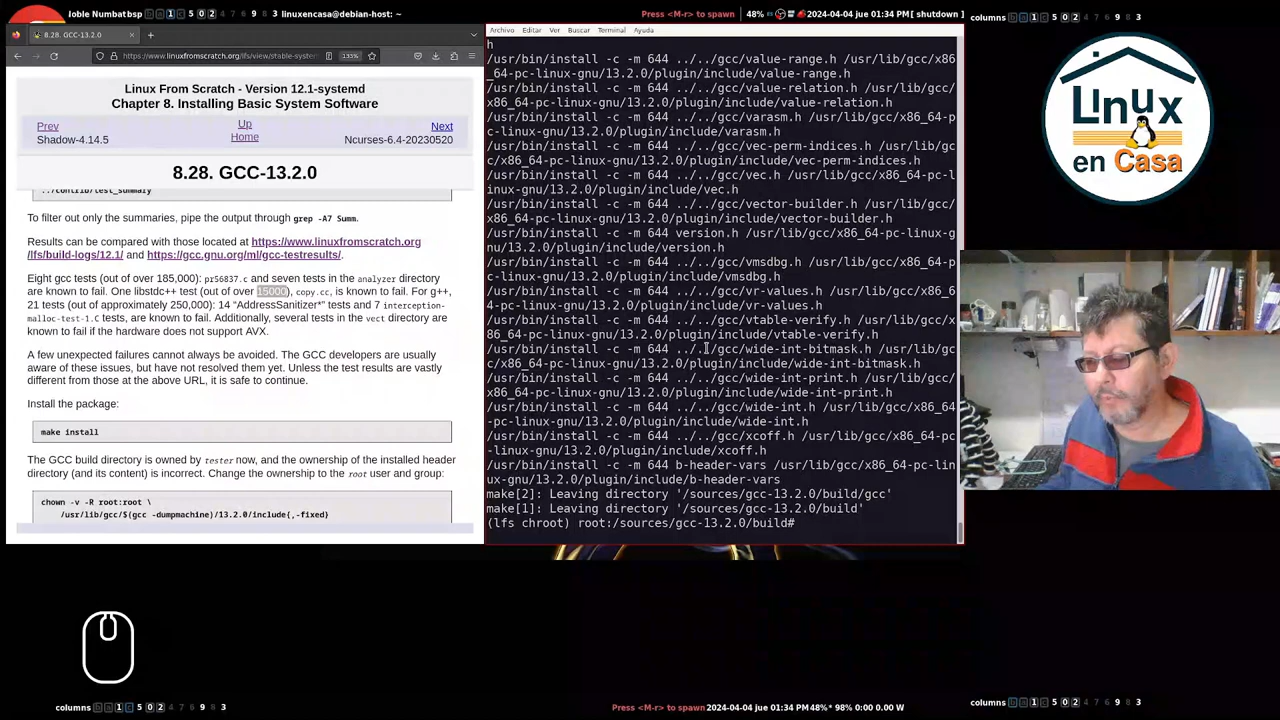 Joble Numbat bsp
linuxencasa@debian-host: ~
Press <M-r> to spawn
48%
2024-04-04 jue 01:34 PM [ shutdown ]
columns
1 C 5 0 2 4 7 6 9 8 3
8.28. GCC-13.2.0
https://www.linuxfromscratch.org/lfs/view/stable-syste
133%
Linux From Scratch - Version 12.1-systemd
Chapter 8. Installing Basic System Software
Prev
Up
Next
Shadow-4.14.5
Home
Ncurses-6.4-20230520
8.28. GCC-13.2.0
../contrib/test_summary
To filter out only the summaries, pipe the output through grep -A7 Summ.
Results can be compared with those located at https://www.linuxfromscratch.org
/lfs/build-logs/12.1/ and https://gcc.gnu.org/ml/gcc-testresults/.
Eight gcc tests (out of over 185,000): pr56837.c and seven tests in the analyzer directory
are known to fail. One libstdc++ test (out of over 15000), copy.cc, is known to fail. For g++,
21 tests (out of approximately 250,000): 14 “AddressSanitizer*” tests and 7 interception-
malloc-test-1.C tests, are known to fail. Additionally, several tests in the vect directory are
known to fail if the hardware does not support AVX.
A few unexpected failures cannot always be avoided. The GCC developers are usually
aware of these issues, but have not resolved them yet. Unless the test results are vastly
different from those at the above URL, it is safe to continue.
Install the package:
make install
The GCC build directory is owned by tester now, and the ownership of the installed header
directory (and its content) is incorrect. Change the ownership to the root user and group:
chown -v -R root:root \
/usr/lib/gcc/$(gcc -dumpmachine)/13.2.0/include{,-fixed}
Archivo Editar Ver Buscar Terminal Ayuda
h
/usr/bin/install -c -m 644 ../../gcc/value-range.h /usr/lib/gcc/x86
_64-pc-linux-gnu/13.2.0/plugin/include/value-range.h
/usr/bin/install -c -m 644 ../../gcc/value-relation.h /usr/lib/gcc/
x86_64-pc-linux-gnu/13.2.0/plugin/include/value-relation.h
/usr/bin/install -c -m 644 ../../gcc/varasm.h /usr/lib/gcc/x86_64-p
c-linux-gnu/13.2.0/plugin/include/varasm.h
/usr/bin/install -c -m 644 ../../gcc/vec-perm-indices.h /usr/lib/gc
c/x86_64-pc-linux-gnu/13.2.0/plugin/include/vec-perm-indices.h
/usr/bin/install -c -m 644 ../../gcc/vec.h /usr/lib/gcc/x86_64-pc-l
inux-gnu/13.2.0/plugin/include/vec.h
/usr/bin/install -c -m 644 ../../gcc/vector-builder.h /usr/lib/gcc/
x86_64-pc-linux-gnu/13.2.0/plugin/include/vector-builder.h
/usr/bin/install -c -m 644 version.h /usr/lib/gcc/x86_64-pc-linux-g
nu/13.2.0/plugin/include/version.h
/usr/bin/install -c -m 644 ../../gcc/vmsdbg.h /usr/lib/gcc/x86_64-p
c-linux-gnu/13.2.0/plugin/include/vmsdbg.h
/usr/bin/install -c -m 644 ../../gcc/vr-values.h /usr/lib/gcc/x86_6
4-pc-linux-gnu/13.2.0/plugin/include/vr-values.h
/usr/bin/install -c -m 644 ../../gcc/vtable-verify.h /usr/lib/gcc/x
86_64-pc-linux-gnu/13.2.0/plugin/include/vtable-verify.h
/usr/bin/install -c -m 644 ../../gcc/wide-int-bitmask.h /usr/lib/gc
c/x86_64-pc-linux-gnu/13.2.0/plugin/include/wide-int-bitmask.h
/usr/bin/install -c -m 644 ../../gcc/wide-int-print.h /usr/lib/gcc/
x86_64-pc-linux-gnu/13.2.0/plugin/include/wide-int-print.h
/usr/bin/install -c -m 644 ../../gcc/wide-int.h /usr/lib/gcc/x86_64
-pc-linux-gnu/13.2.0/plugin/include/wide-int.h
/usr/bin/install -c -m 644 ../../gcc/xcoff.h /usr/lib/gcc/x86_64-pc
-linux-gnu/13.2.0/plugin/include/xcoff.h
/usr/bin/install -c -m 644 b-header-vars /usr/lib/gcc/x86_64-pc-lin
ux-gnu/13.2.0/plugin/include/b-header-vars
make[2]: Leaving directory '/sources/gcc-13.2.0/build/gcc'
make[1]: Leaving directory '/sources/gcc-13.2.0/build'
(lfs chroot) root:/sources/gcc-13.2.0/build#
LInux
en Casa
columns
Press <M-r> to spawn 2024-04-04 jue 01:34 PM 48%* 98% 0:00 0.00 W
columns